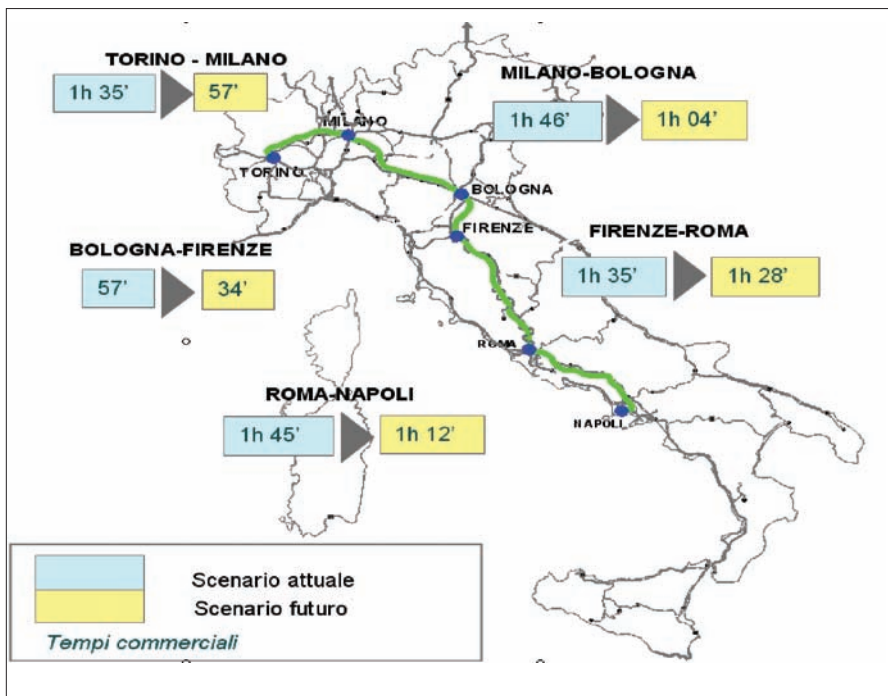 TORINO - MILANO
1h 35’ 57’
MILANO-BOLOGNA
1h 46’ 1h 04’
MILANO
TORINO
BOLOGNA
FIRENZE
BOLOGNA-FIRENZE
57’ 34’
FIRENZE-ROMA
1h 35’ 1h 28’
ROMA
ROMA-NAPOLI
1h 45’ 1h 12’
NAPOLI
Scenario attuale
Scenario futuro
Tempi commerciali